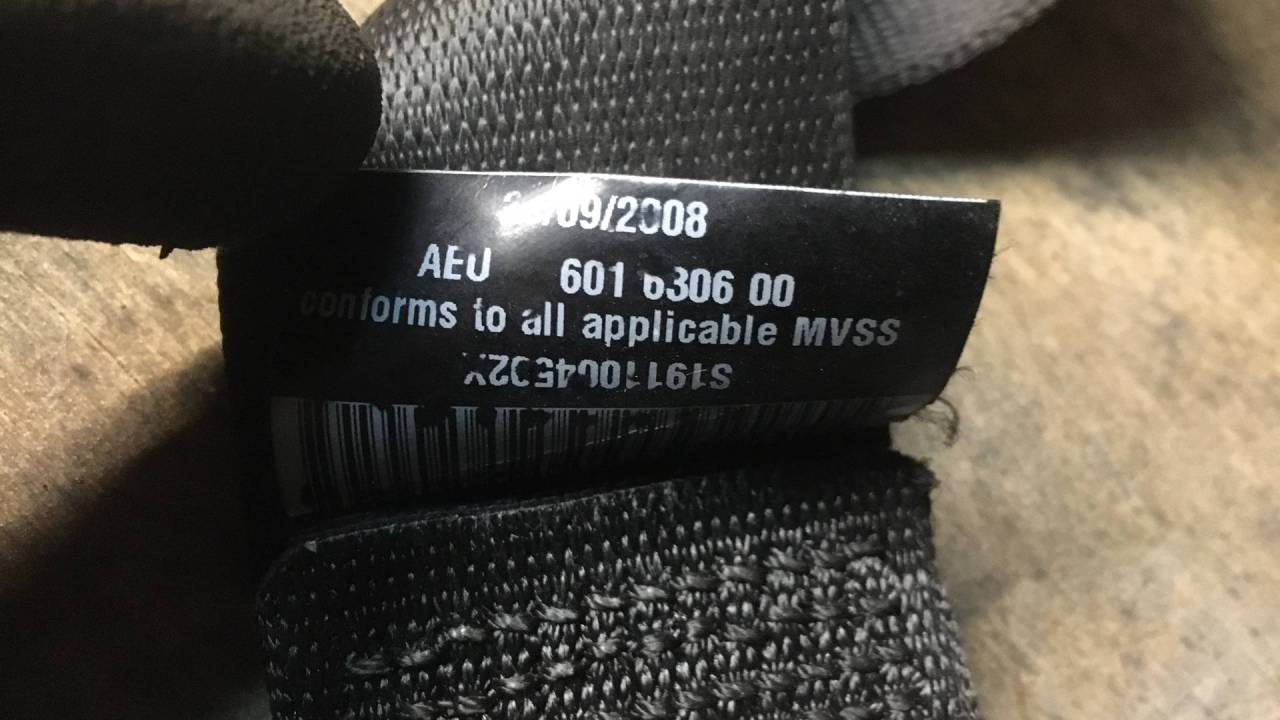 /09/2008
AEU 601 6306 00
conforms to all applicable MVSS